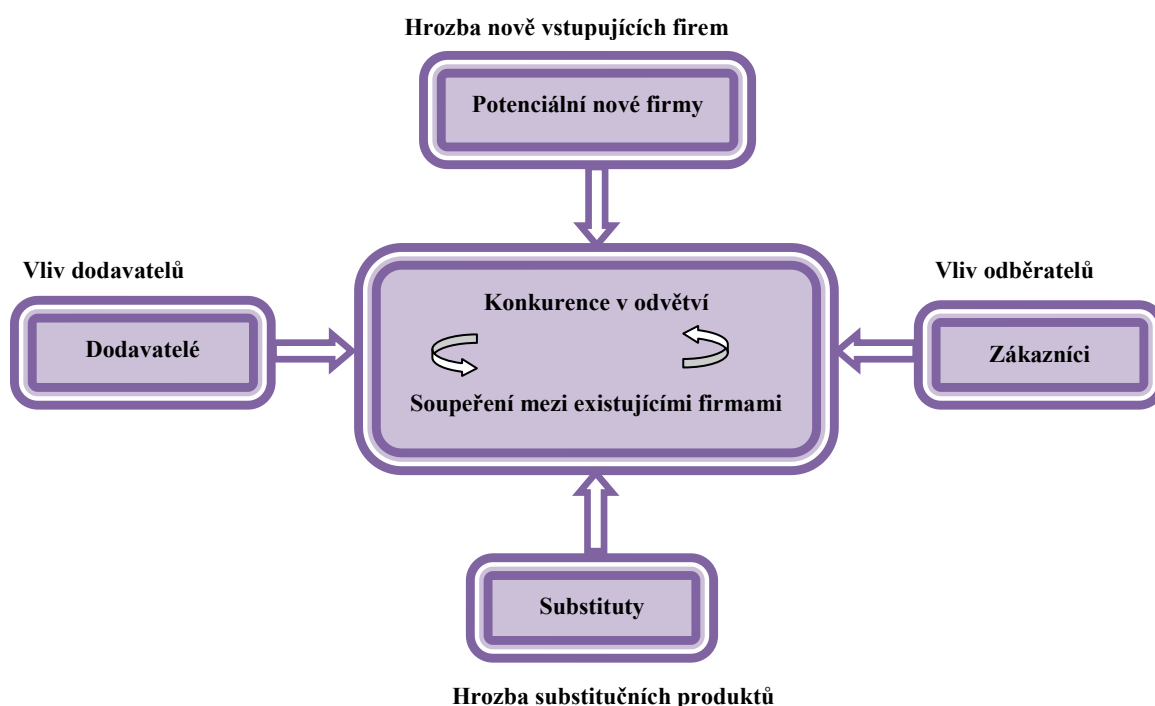 Hrozba nově vstupujících firem
Potenciální nové firmy
Vliv dodavatelů
Dodavatelé
Konkurence v odvětví
Soupeření mezi existujícími firmami
Vliv odběratelů
Zákazníci
Substituty
Hrozba substitučních produktů